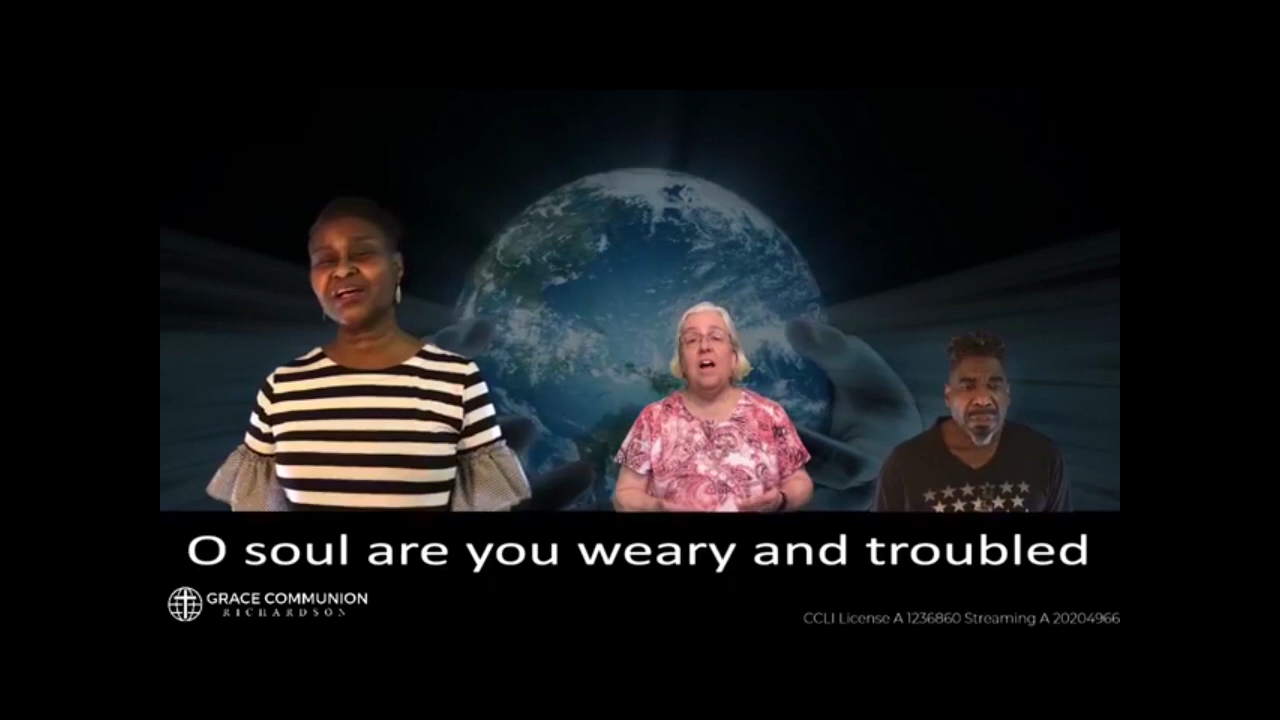 O soul are you weary and troubled
GRACE COMMUNION
RICHARDSON
CCLI License A 1236860 Streaming A 20204966